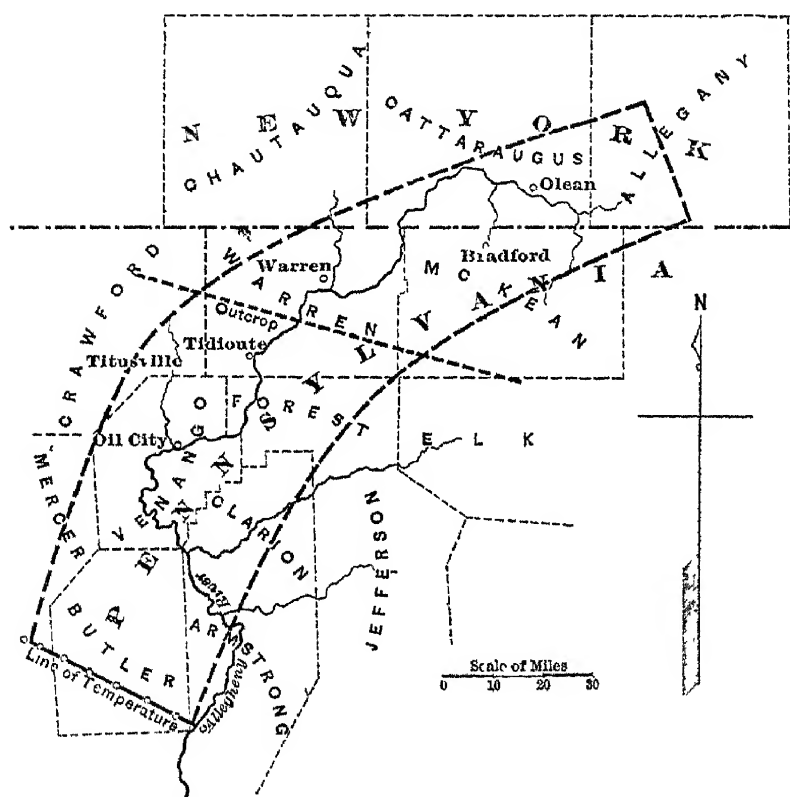 NEW YORK
CHAUTAUQUA
CATTARAUGUS
ALLEGANY
Olean
CRAWFORD
WARREN
Warren
Bradford
MCKEAN
PENNSYLVANIA
Outcrop
Tidioute
Titusville
FOREST
Oil City
VENANGO
ELK
MERCER
CLARION
JEFFERSON
River
BUTLER
ARMSTRONG
Line of Temperature
Allegheny
N
Scale of Miles
0 10 20 30